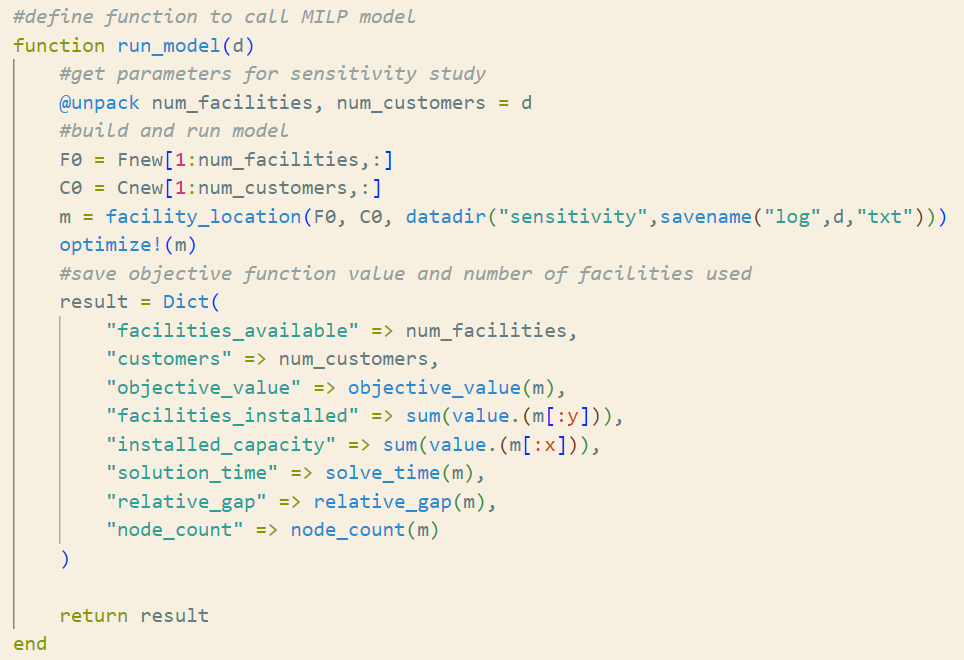 #define function to call MILP model
function run_model(d)
    #get parameters for sensitivity study
    @unpack num_facilities, num_customers = d
    #build and run model
    F0 = Fnew[1:num_facilities,:]
    C0 = Cnew[1:num_customers,:]
    m = facility_location(F0, C0, datadir("sensitivity",savename("log",d,"txt")))
    optimize!(m)
    #save objective function value and number of facilities used
    result = Dict(
        "facilities_available" => num_facilities,
        "customers" => num_customers,
        "objective_value" => objective_value(m),
        "facilities_installed" => sum(value.(m[:y])),
        "installed_capacity" => sum(value.(m[:x])),
        "solution_time" => solve_time(m),
        "relative_gap" => relative_gap(m),
        "node_count" => node_count(m)
    )

    return result
end